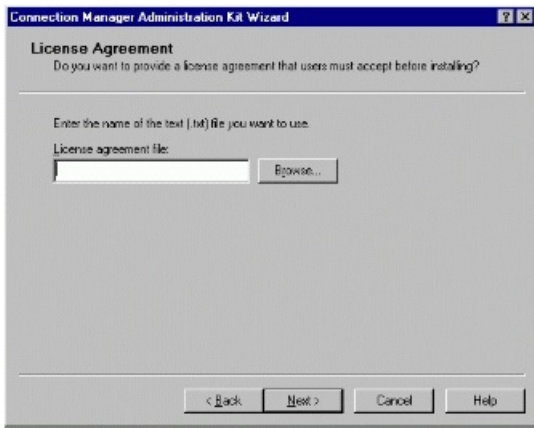 Connection Manager Administration Kit Wizard
License Agreement
Do you want to provide a license agreement that users must accept before installing?
Enter the name of the text (.txt) file you want to use.
License agreement file:
Browse...
< Back
Next >
Cancel
Help